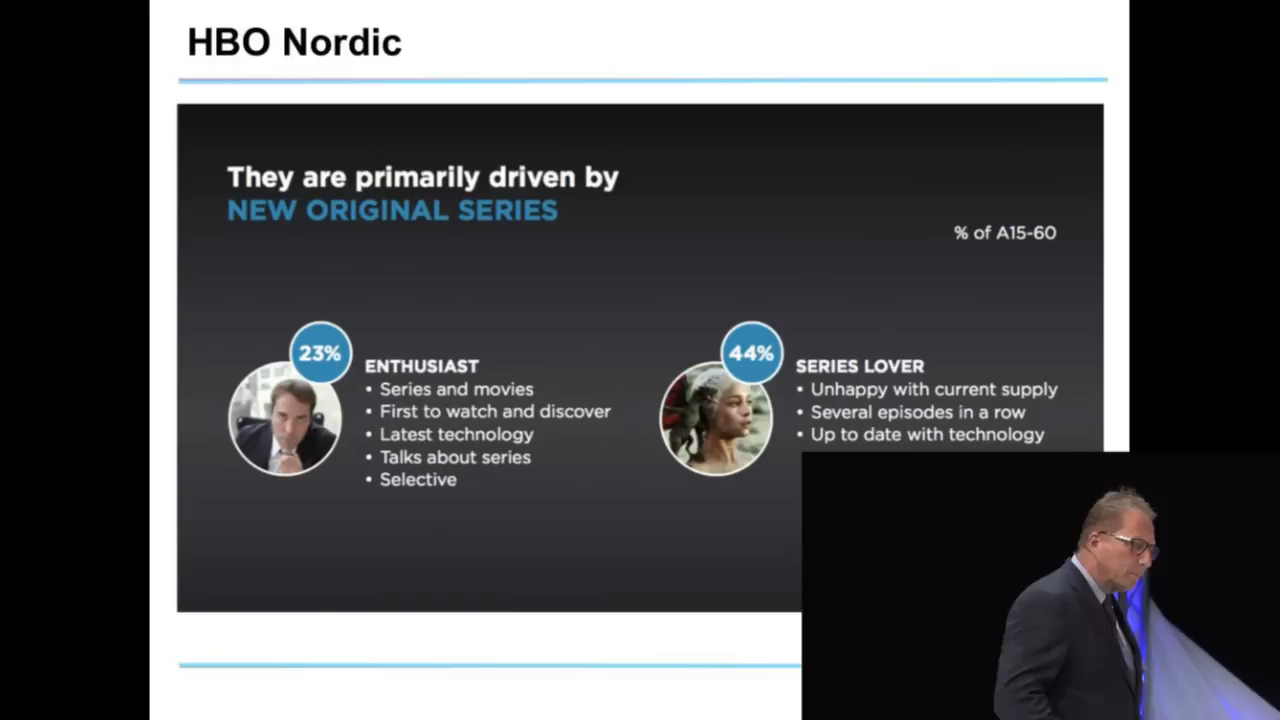 HBO Nordic
They are primarily driven by
NEW ORIGINAL SERIES
% of A15-60
23%
ENTHUSIAST
• Series and movies
• First to watch and discover
• Latest technology
• Talks about series
• Selective
44%
SERIES LOVER
• Unhappy with current supply
• Several episodes in a row
• Up to date with technology